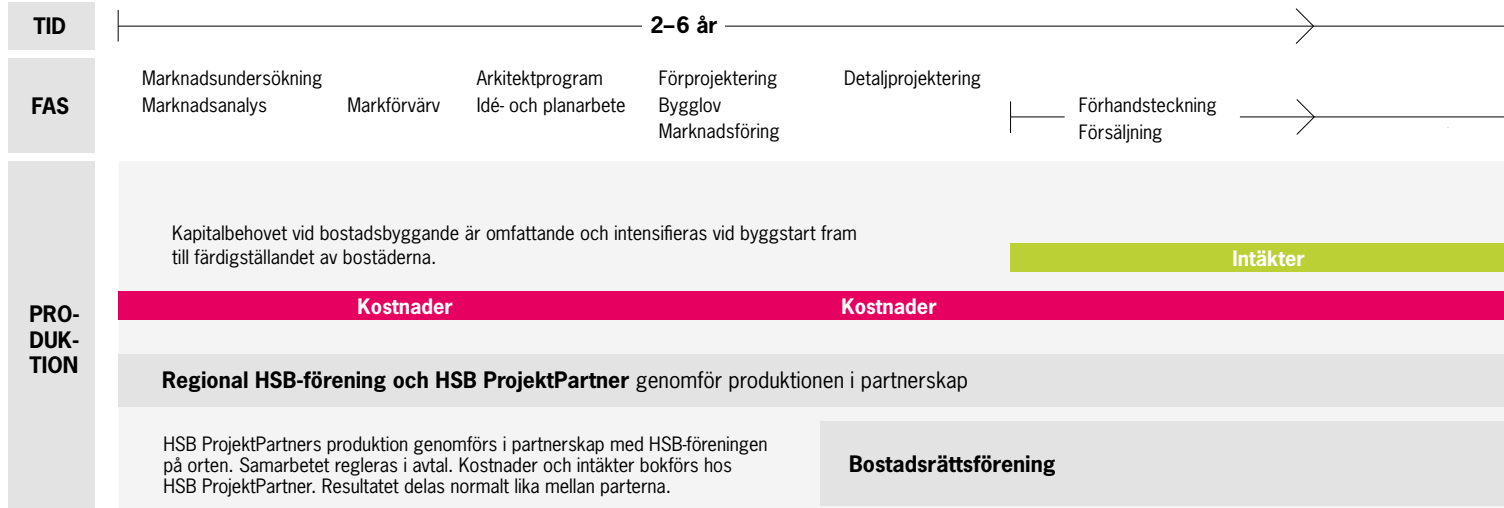 TID
2–6 år
FAS
Marknadsundersökning
Marknadsanalys
Markförvärv
Arkitektprogram
Idé- och planarbete
Förprojektering
Bygglov
Marknadsföring
Detaljprojektering
Förhandsteckning
Försäljning
PRO-
DUK-
TION
Kapitalbehovet vid bostadsbyggande är omfattande och intensifieras vid byggstart fram
till färdigställandet av bostäderna.
Intäkter
Kostnader
Kostnader
Regional HSB-förening och HSB ProjektPartner genomför produktionen i partnerskap
HSB ProjektPartners produktion genomförs i partnerskap med HSB-föreningen
på orten. Samarbetet regleras i avtal. Kostnader och intäkter bokförs hos
HSB ProjektPartner. Resultatet delas normalt lika mellan parterna.
Bostadsrättsförening